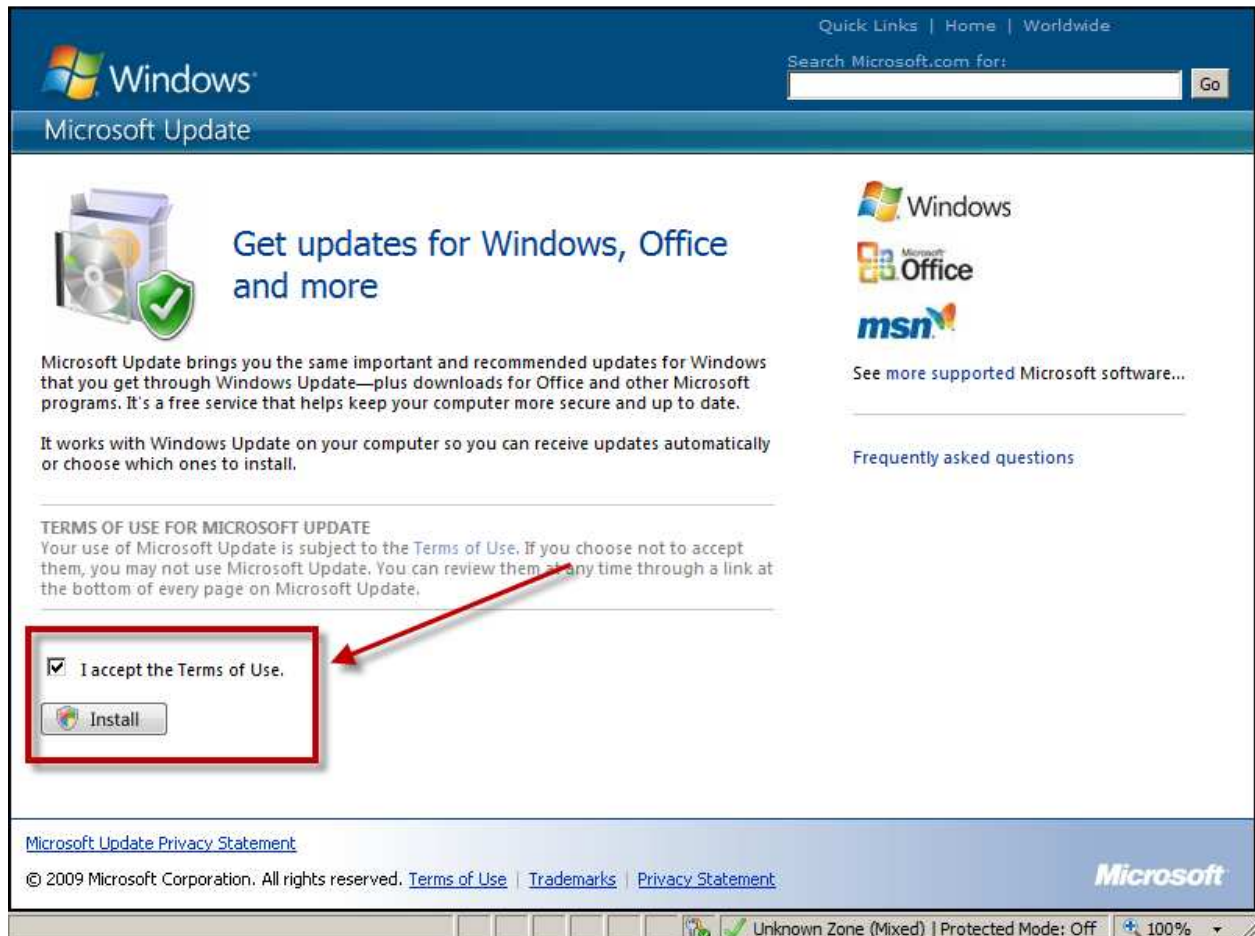 Quick Links | Home | Worldwide
Search Microsoft.com for:
Go
Windows
Microsoft Update
Get updates for Windows, Office
and more
Microsoft Update brings you the same important and recommended updates for Windows
that you get through Windows Update—plus downloads for Office and other Microsoft
programs. It's a free service that helps keep your computer more secure and up to date.
It works with Windows Update on your computer so you can receive updates automatically
or choose which ones to install.
TERMS OF USE FOR MICROSOFT UPDATE
Your use of Microsoft Update is subject to the Terms of Use. If you choose not to accept
them, you may not use Microsoft Update. You can review them at any time through a link at
the bottom of every page on Microsoft Update.
I accept the Terms of Use.
Install
Windows
Microsoft
Office
msn
See more supported Microsoft software...
Frequently asked questions
Microsoft Update Privacy Statement
© 2009 Microsoft Corporation. All rights reserved. Terms of Use | Trademarks | Privacy Statement
Microsoft
Unknown Zone (Mixed) | Protected Mode: Off
100%